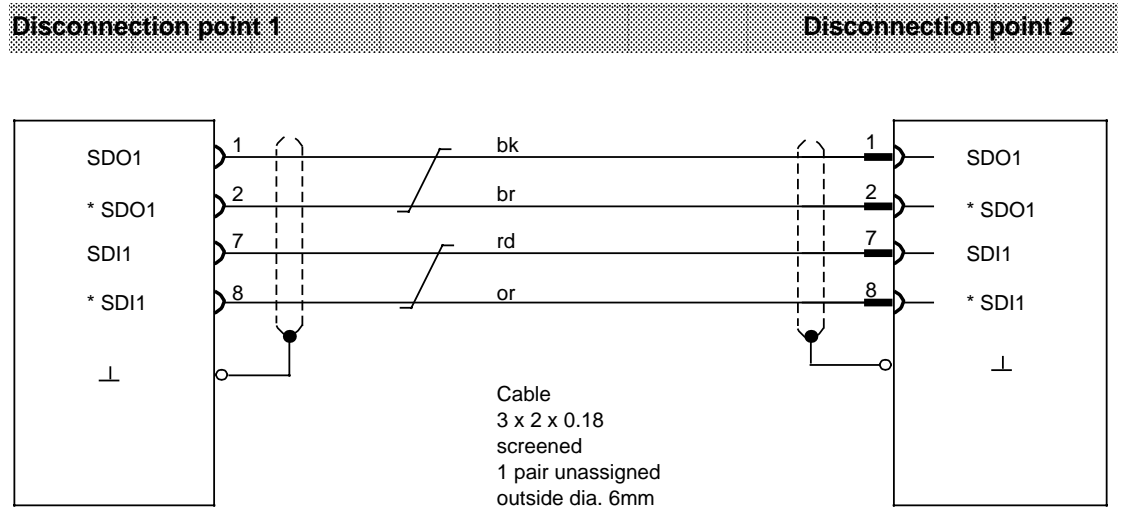 Disconnection point 1 Disconnection point 2
SDO1 1 bk 1 SDO1
* SDO1 2 br 2 * SDO1
SDI1 7 rd 7 SDI1
* SDI1 8 or 8 * SDI1
Cable
3 x 2 x 0.18
screened
1 pair unassigned
outside dia. 6mm